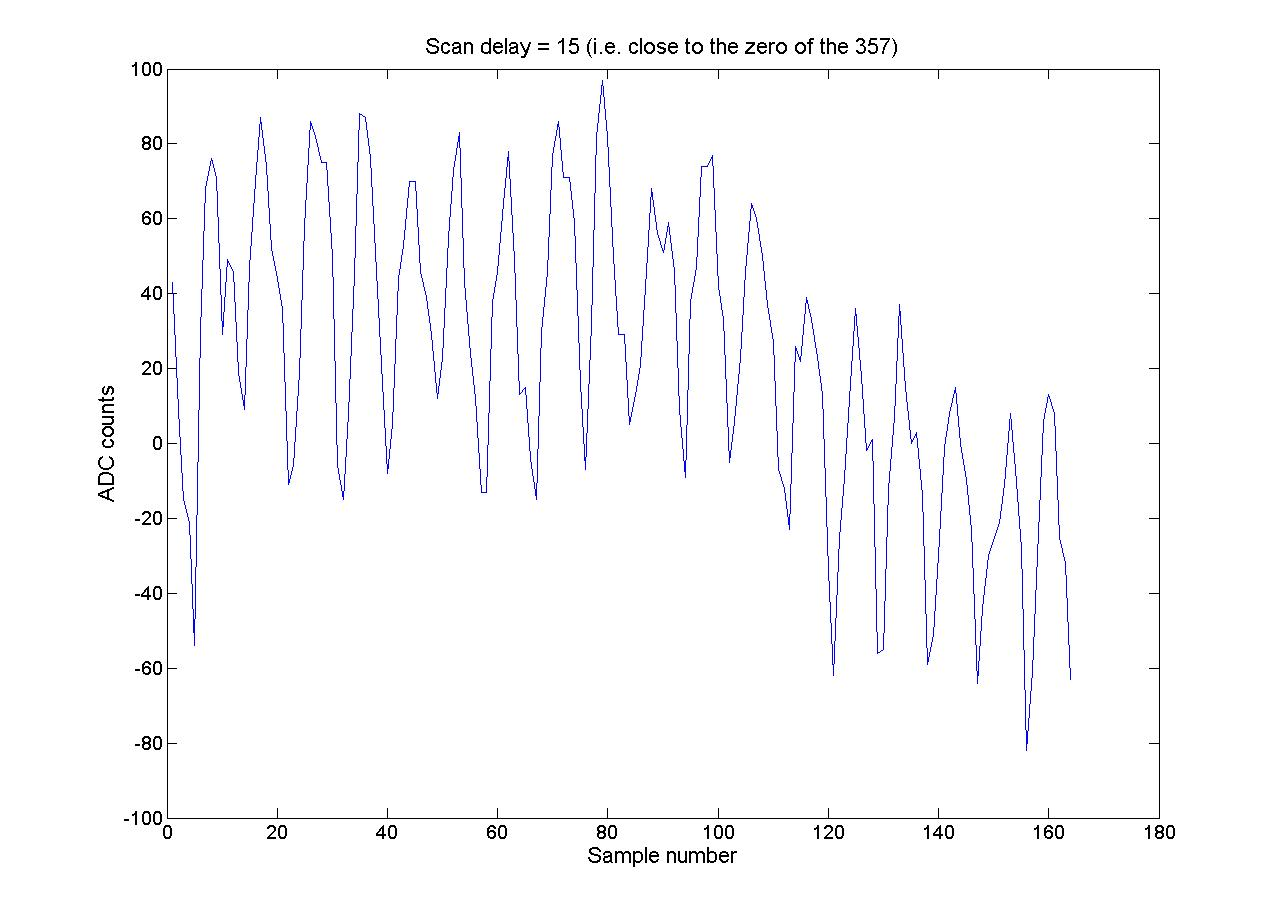 Scan delay = 15 (i.e. close to the zero of the 357)
100
80
60
40
20
0
-20
-40
-60
-80
-100
ADC counts
0 20 40 60 80 100 120 140 160 180
Sample number